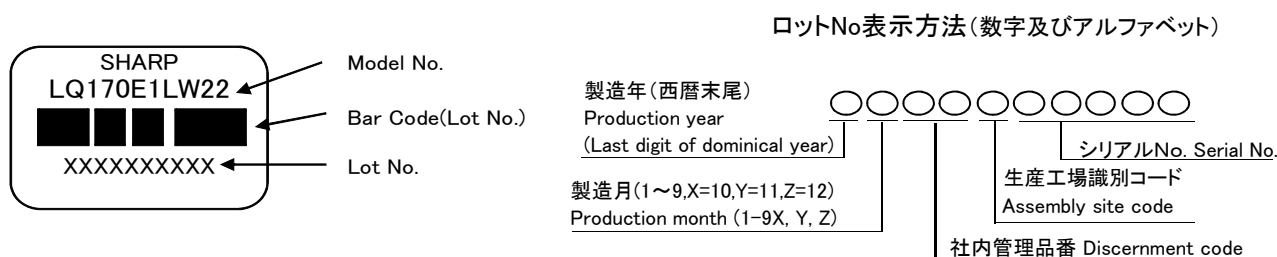 ロットNo表示方法(数字及びアルファベット)
SHARP
LQ170E1LW22
XXXXXXXXXX
Model No.
Bar Code(Lot No.)
Lot No.
製造年(西暦末尾)
Production year
(Last digit of dominical year)
製造月(1~9,X=10,Y=11,Z=12)
Production month (1-9X, Y, Z)
シリアルNo. Serial No.
生産工場識別コード
Assembly site code
社内管理品番 Discernment code